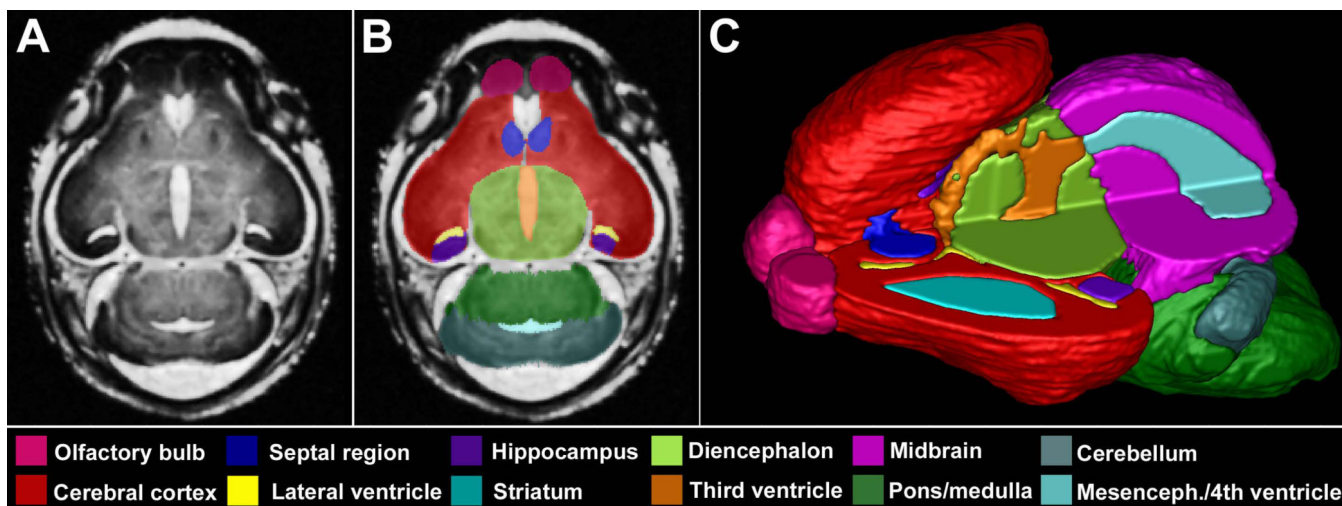 A B C
Olfactory bulb Septal region Hippocampus Diencephalon Midbrain Cerebellum
Cerebral cortex Lateral ventricle Striatum Third ventricle Pons/medulla Mesenceph./4th ventricle